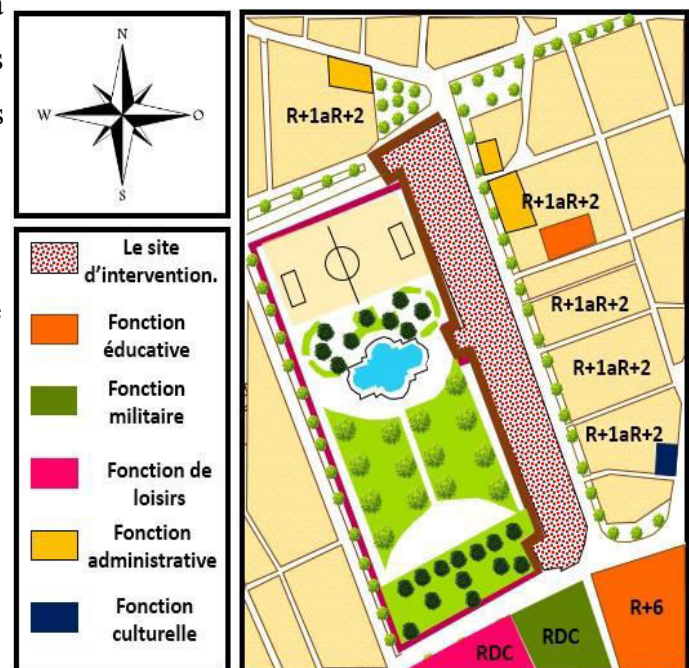 a
s
s
e
N
W
O
S
Le site
d'intervention.
Fonction
éducative
Fonction
militaire
Fonction de
loisirs
Fonction
administrative
Fonction
culturelle
R+1aR+2
R+1aR+2
R+1aR+2
R+1aR+2
R+1aR+2
R+6
RDC
RDC